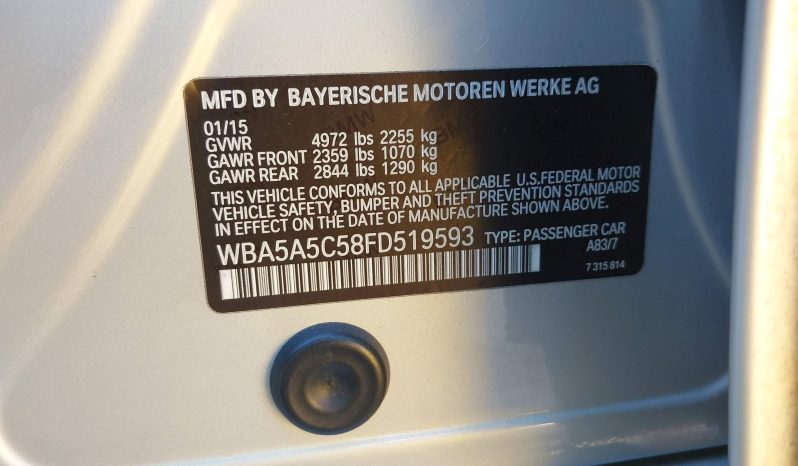 MFD BY BAYERISCHE MOTOREN WERKE AG
01/15
GVWR 4972 lbs 2255 kg
GAWR FRONT 2359 lbs 1070 kg
GAWR REAR 2844 lbs 1290 kg
THIS VEHICLE CONFORMS TO ALL APPLICABLE U.S.FEDERAL MOTOR
VEHICLE SAFETY, BUMPER AND THEFT PREVENTION STANDARDS
IN EFFECT ON THE DATE OF MANUFACTURE SHOWN ABOVE.
WBA5A5C58FD519593 TYPE: PASSENGER CAR
A83/7
7 315 814